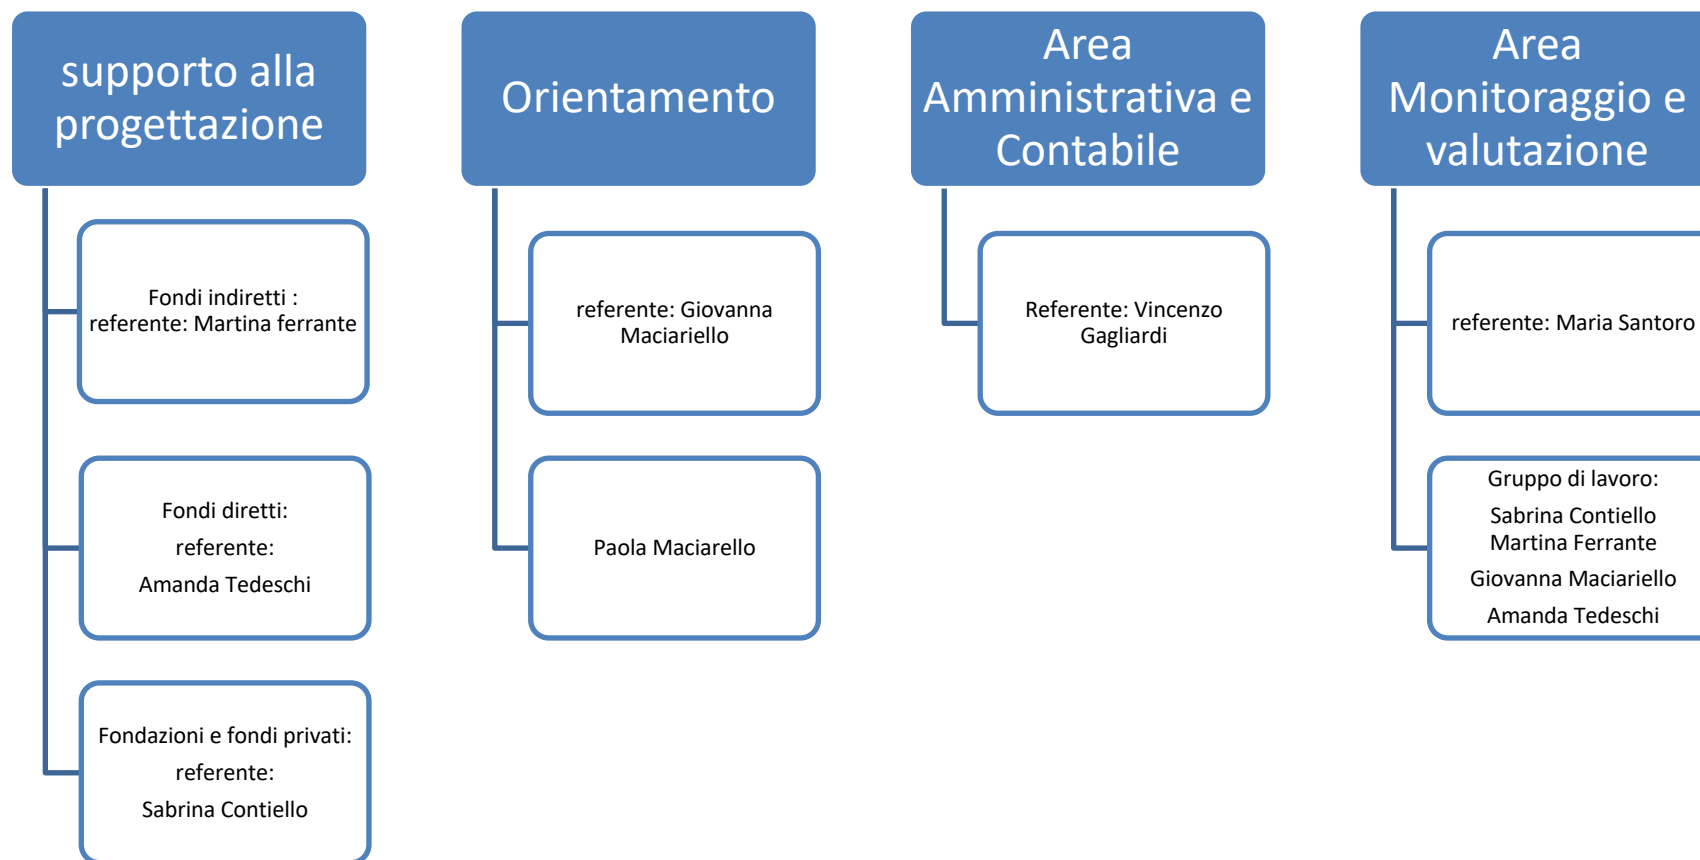 supporto alla
progettazione
Fondi indiretti :
referente: Martina ferrante
Fondi diretti:
referente:
Amanda Tedeschi
Fondazioni e fondi privati:
referente:
Sabrina Contiello
Orientamento
referente: Giovanna
Maciariello
Paola Maciarello
Area
Amministrativa e
Contabile
Referente: Vincenzo
Gagliardi
Area
Monitoraggio e
valutazione
referente: Maria Santoro
Gruppo di lavoro:
Sabrina Contiello
Martina Ferrante
Giovanna Maciariello
Amanda Tedeschi